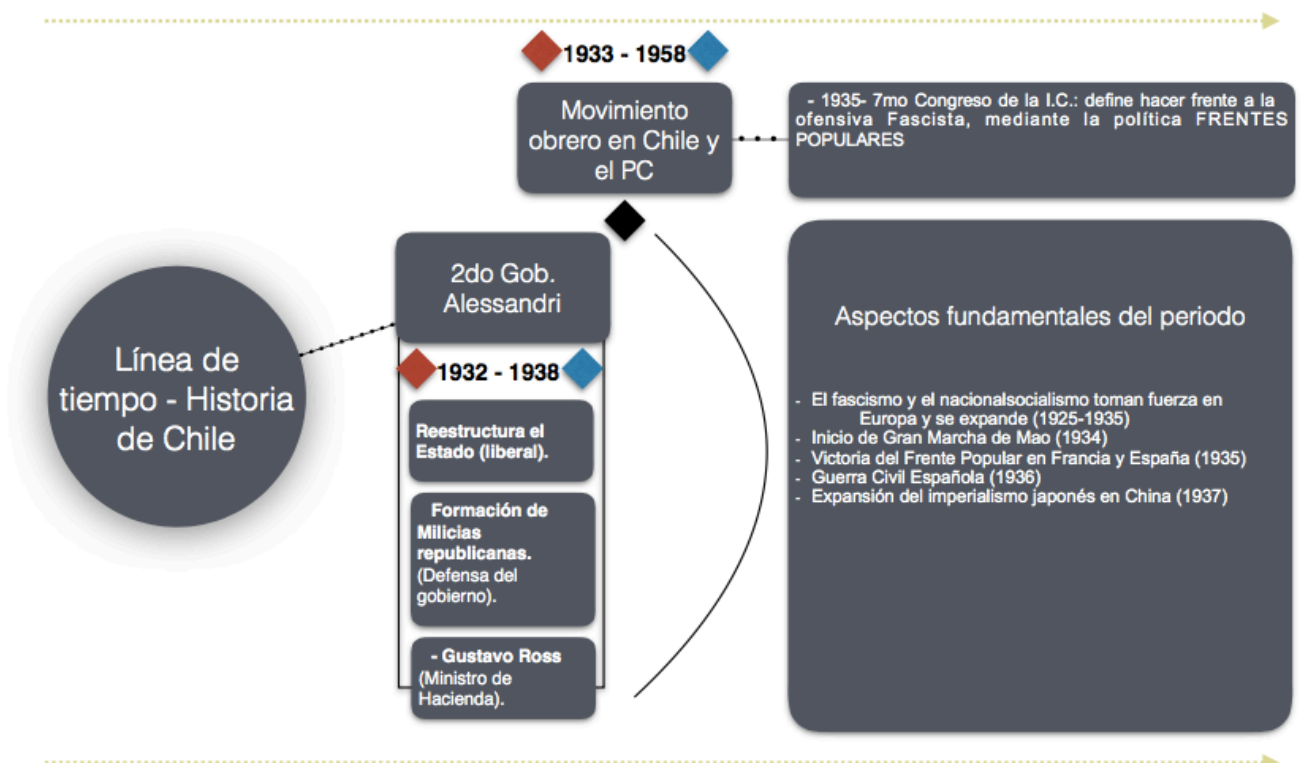 1933 - 1958
Movimiento
obrero en Chile y
el PC
- 1935- 7mo Congreso de la I.C.: define hacer frente a la
ofensiva Fascista, mediante la política FRENTES
POPULARES
Línea de
tiempo - Historia
de Chile
2do Gob.
Alessandri
1932 - 1938
Reestructura el
Estado (liberal).
Formación de
Milicias
republicanas.
(Defensa del
gobierno).
- Gustavo Ross
(Ministro de
Hacienda).
Aspectos fundamentales del periodo
- El fascismo y el nacionalsocialismo toman fuerza en
Europa y se expande (1925-1935)
- Inicio de Gran Marcha de Mao (1934)
- Victoria del Frente Popular en Francia y España (1935)
- Guerra Civil Española (1936)
- Expansión del imperialismo japonés en China (1937)